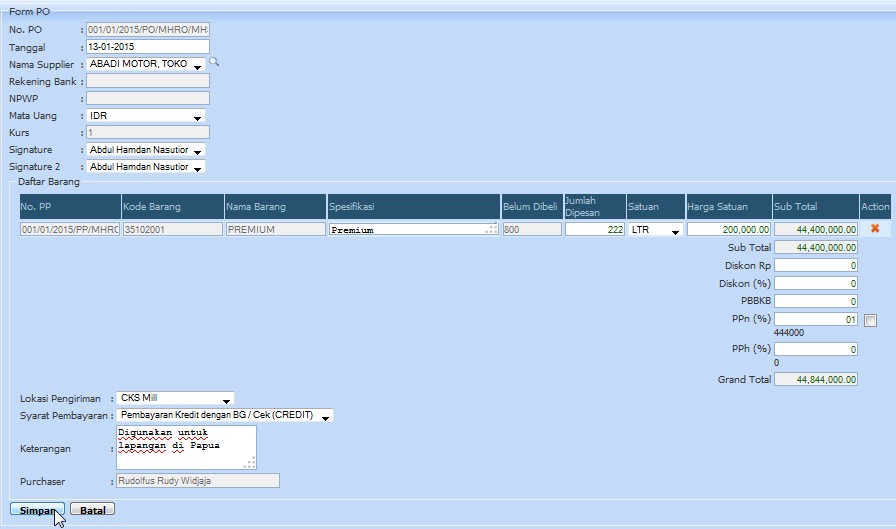 Form PO
No. PO : 001/01/2015/PO/MHRO/MH
Tanggal : 13-01-2015
Nama Supplier : ABADI MOTOR, TOKO
Rekening Bank :
NPWP :
Mata Uang : IDR
Kurs : 1
Signature : Abdul Hamdan Nasution
Signature 2 : Abdul Hamdan Nasution
Daftar Barang
No. PP Kode Barang Nama Barang Spesifikasi Belum Dibeli Jumlah Dipesan Satuan Harga Satuan Sub Total Action
001/01/2015/PP/MHRO 35102001 PREMIUM Premium 800 222 LTR 200,000.00 44,400,000.00
Sub Total 44,400,000.00
Diskon Rp 0
Diskon (%) 0
PBBKB 0
PPn (%) 01
444000
PPh (%) 0
0
Grand Total 44,844,000.00
Lokasi Pengiriman : CKS Mill
Syarat Pembayaran : Pembayaran Kredit dengan BG / Cek (CREDIT)
Keterangan : Digunakan untuk
lapangan di Papua
Purchaser : Rudolfus Rudy Widjaja
Simpan Batal